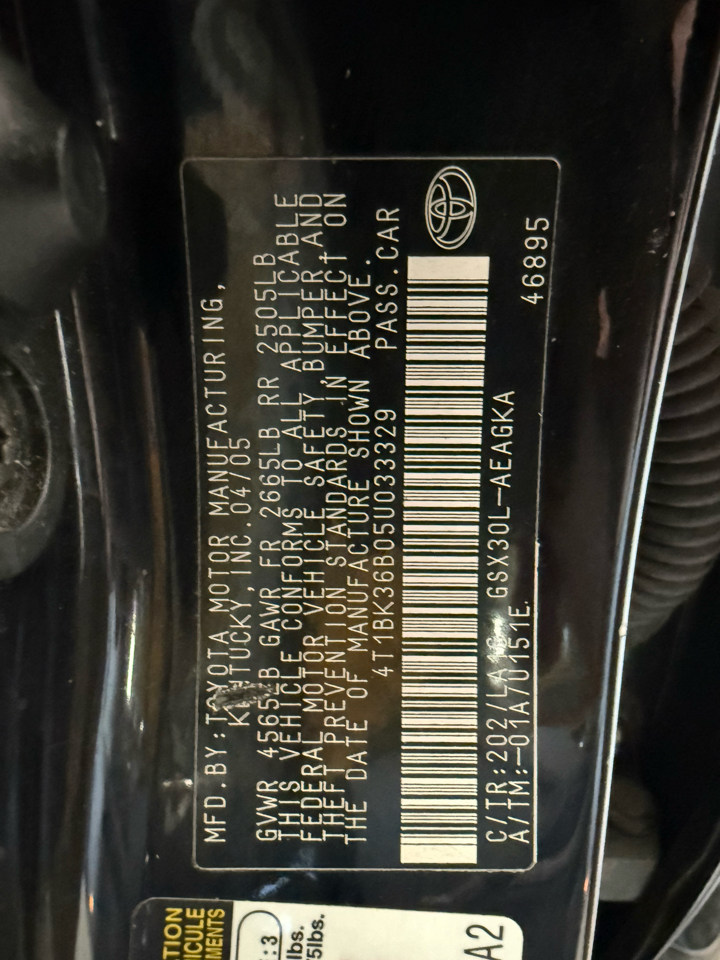 MFD.BY:TOYOTA MOTOR MANUFACTURING,
KENTUCKY, INC. 04/05
GVWR 4565LB GAWR FR 2665LB RR 2505LB
THIS VEHICLE CONFORMS TO ALL APPLICABLE
FEDERAL MOTOR VEHICLE SAFETY, BUMPER, AND
THEFT PREVENTION STANDARDS IN EFFECT ON
THE DATE OF MANUFACTURE SHOWN ABOVE.
4T1BK36B05U033329 PASS.CAR
C/TR:202/LA GSX30L-AEAGKA
A/TM:-01A/U151E 46895
A2